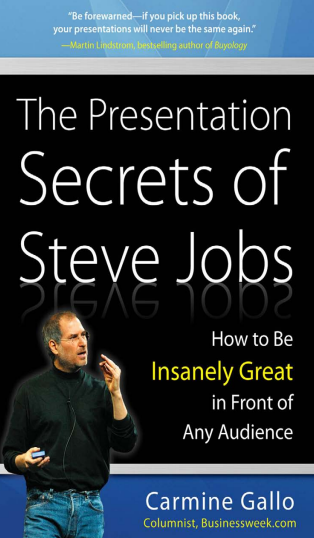 “Be forewarned—if you pick up this book,
your presentations will never be the same again.”
—Martin Lindstrom, bestselling author of Buyology
The Presentation
Secrets of
Steve Jobs
How to Be
Insanely Great
in Front of
Any Audience
Carmine Gallo
Columnist, Businessweek.com